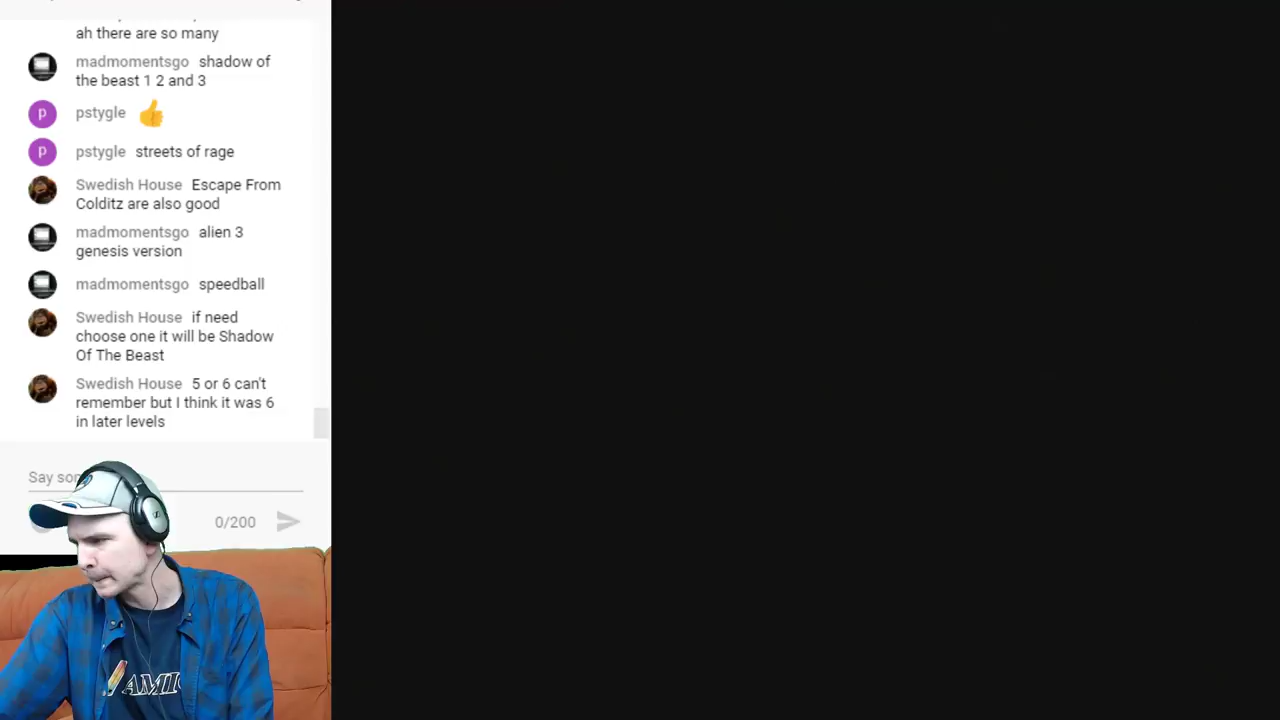 ah there are so many
madmomentsgo shadow of
the beast 1 2 and 3
P pstygle
P pstygle streets of rage
Swedish House Escape From
Colditz are also good
madmomentsgo alien 3
genesis version
madmomentsgo speedball
Swedish House if need
choose one it will be Shadow
Of The Beast
Swedish House 5 or 6 can't
remember but I think it was 6
in later levels
Say
0/200
AMI